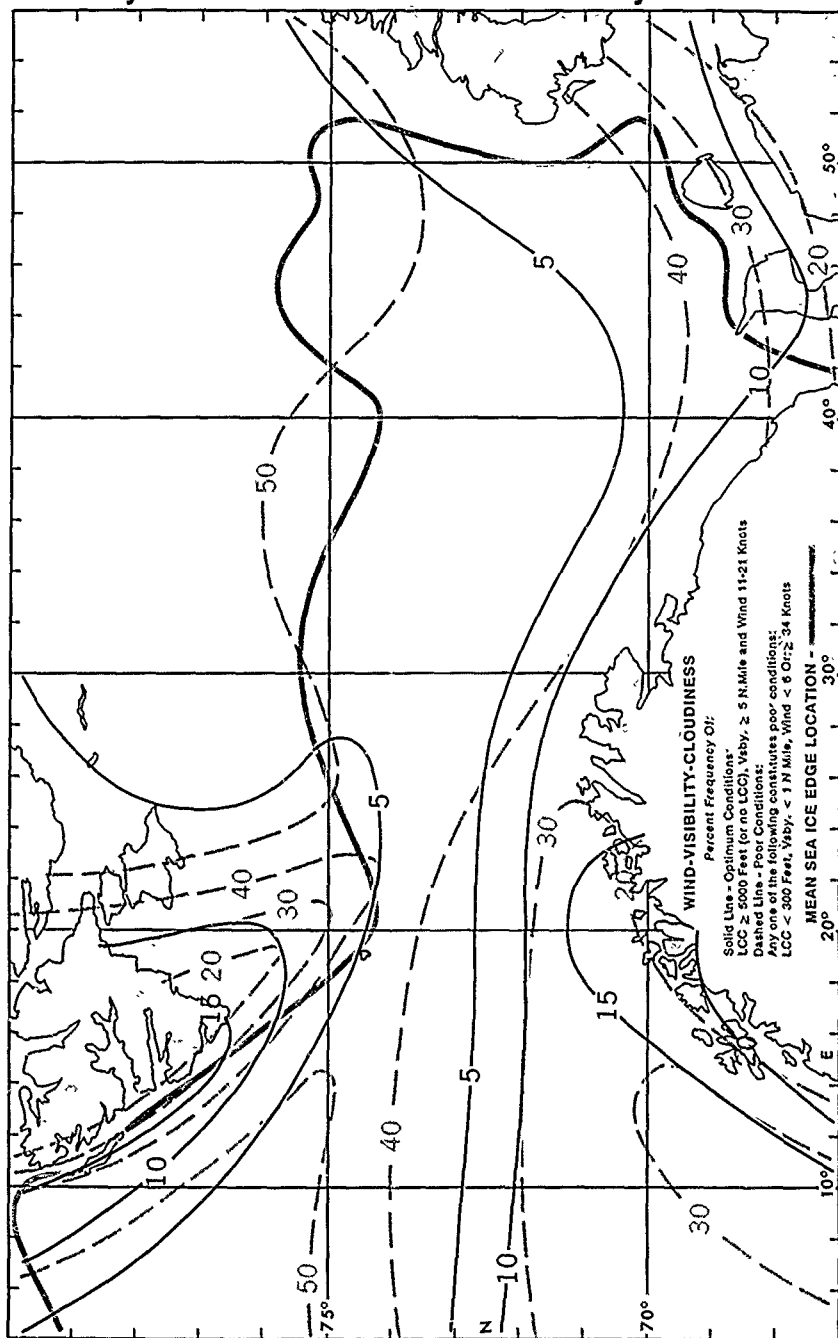 WIND-VISIBILITY-CLOUDINESS
Percent Frequency Of:
Solid Line - Optimum Conditions
LCC ≥ 5000 Feet (or no LCC), Vsby. ≥ 5 N.Mile and Wind 11-21 Knots
Dashed Line - Poor Conditions:
Any one of the following constitutes poor conditions:
LCC < 300 Feet, Vsby. < 1 N Mile, Wind < 6 Or ≥ 34 Knots
MEAN SEA ICE EDGE LOCATION -
75°
70°
N
10°
E
20°
30°
40°
50°
50
40
30
20
15
10
5
50
5
40
30
20
10
5
10
40
30
15
20
30
50